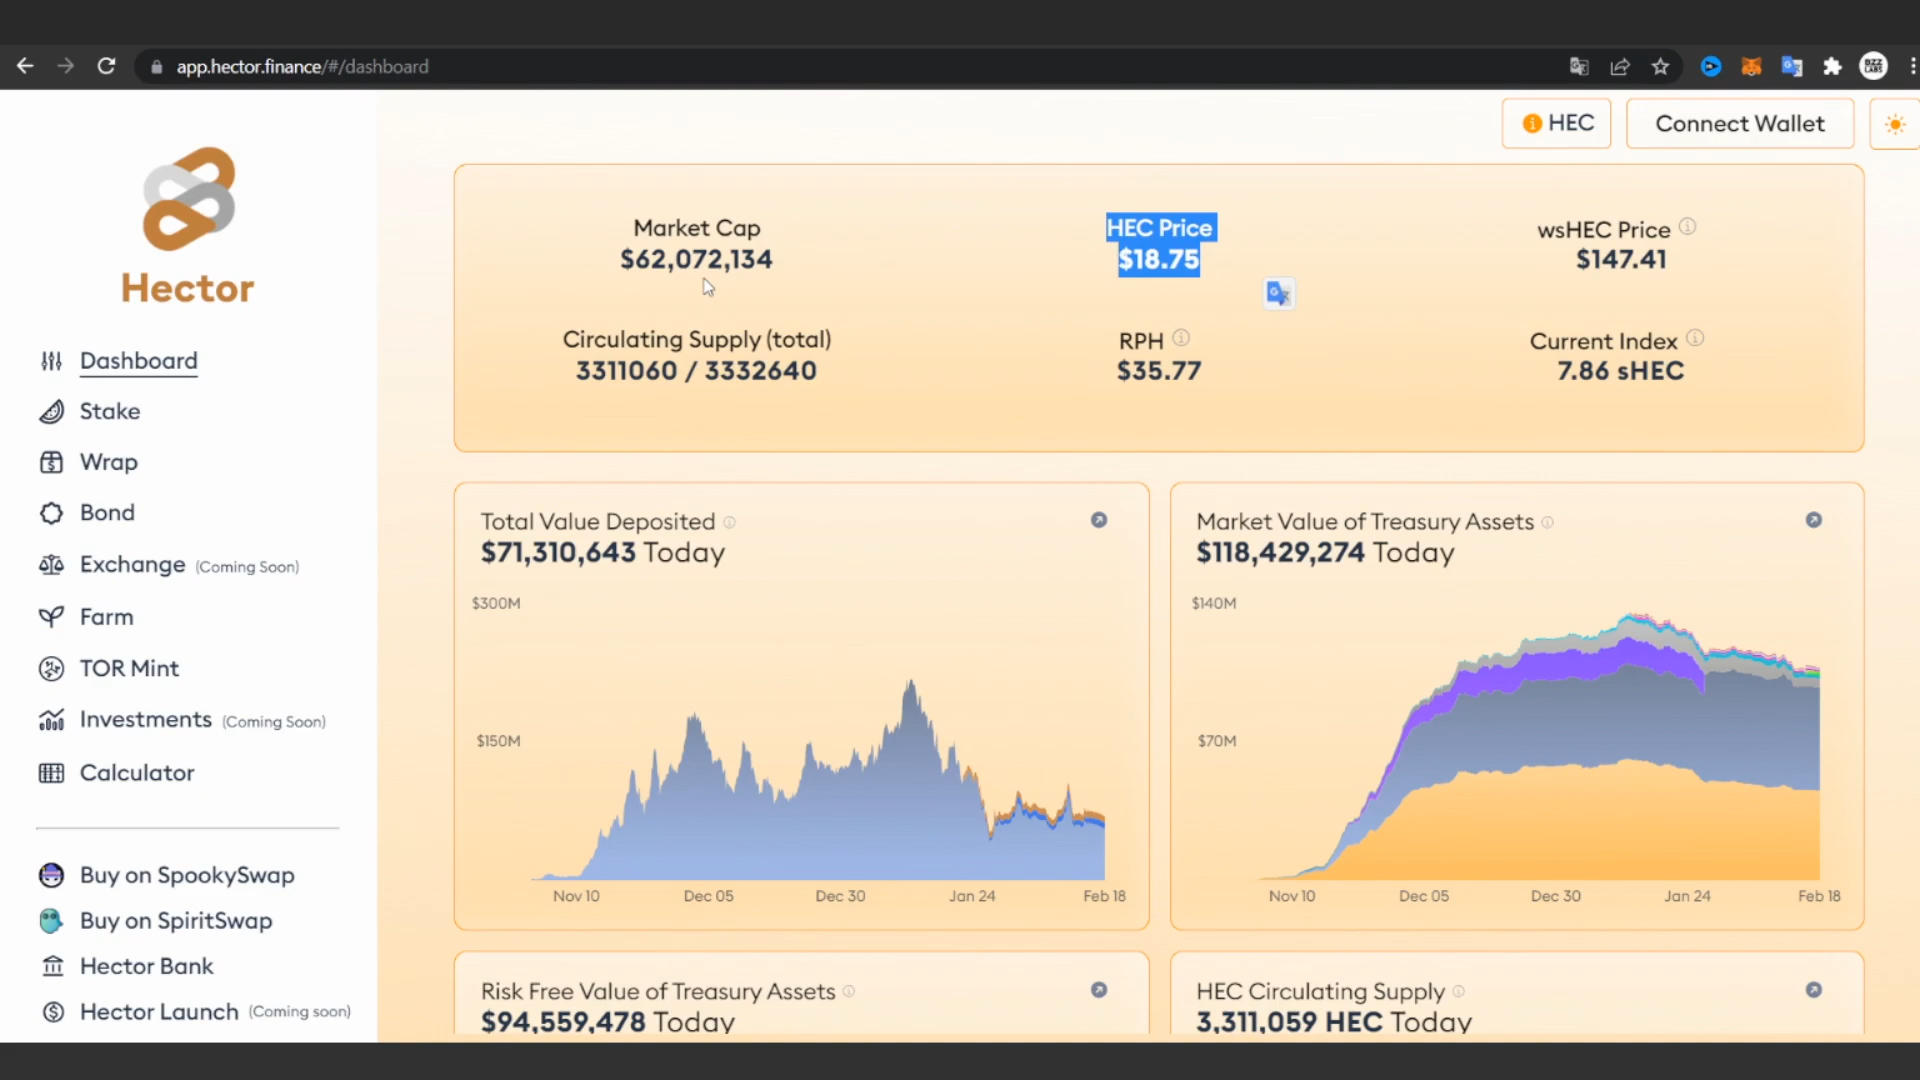 app.hector.finance/#/dashboard
BZZ
LABS
HEC
Connect Wallet
Hector
Dashboard
Stake
Wrap
Bond
Exchange (Coming Soon)
Farm
TOR Mint
Investments (Coming Soon)
Calculator
Buy on SpookySwap
Buy on SpiritSwap
Hector Bank
Hector Launch (Coming soon)
Market Cap
$62,072,134
HEC Price
$18.75
wsHEC Price
$147.41
Circulating Supply (total)
3311060 / 3332640
RPH
$35.77
Current Index
7.86 sHEC
Total Value Deposited
$71,310,643 Today
$300M
$150M
Nov 10
Dec 05
Dec 30
Jan 24
Feb 18
Market Value of Treasury Assets
$118,429,274 Today
$140M
$70M
Nov 10
Dec 05
Dec 30
Jan 24
Feb 18
Risk Free Value of Treasury Assets
$94,559,478 Today
HEC Circulating Supply
3,311,059 HEC Today